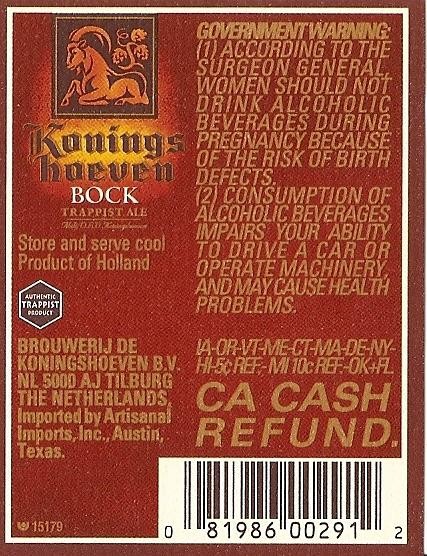 Konings
hoeven
BOCK
TRAPPIST ALE
Store and serve cool
Product of Holland
AUTHENTIC
TRAPPIST
PRODUCT
BROUWERIJ DE
KONINGSHOEVEN B.V.
NL 5000 AJ TILBURG
THE NETHERLANDS,
Imported by Artisanal
Imports, Inc., Austin,
Texas.
15179
GOVERNMENT WARNING:
(1) ACCORDING TO THE
SURGEON GENERAL,
WOMEN SHOULD NOT
DRINK ALCOHOLIC
BEVERAGES DURING
PREGNANCY BECAUSE
OF THE RISK OF BIRTH
DEFECTS.
(2) CONSUMPTION OF
ALCOHOLIC BEVERAGES
IMPAIRS YOUR ABILITY
TO DRIVE A CAR OR
OPERATE MACHINERY,
AND MAY CAUSE HEALTH
PROBLEMS.
IA-OR-VT-ME-CT-MA-DE-NY-
HI-5¢ REF,- MI 10¢ REF.-OK+FL
CA CASH
REFUND
0 81986 00291 2